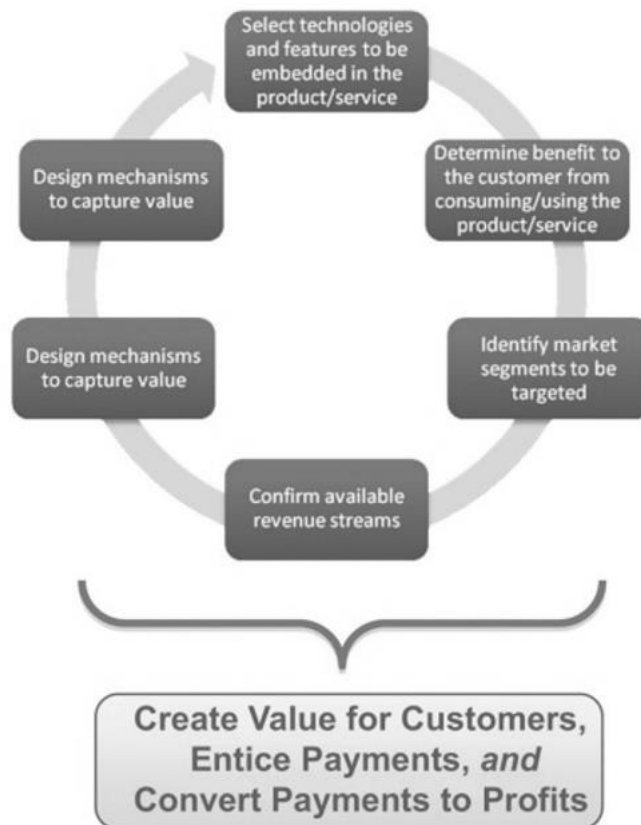 Select technologies
and features to be
embedded in the
product/service
Determine benefit to
the customer from
consuming/using the
product/service
Identify market
segments to be
targeted
Confirm available
revenue streams
Design mechanisms
to capture value
Design mechanisms
to capture value
Create Value for Customers,
Entice Payments, and
Convert Payments to Profits